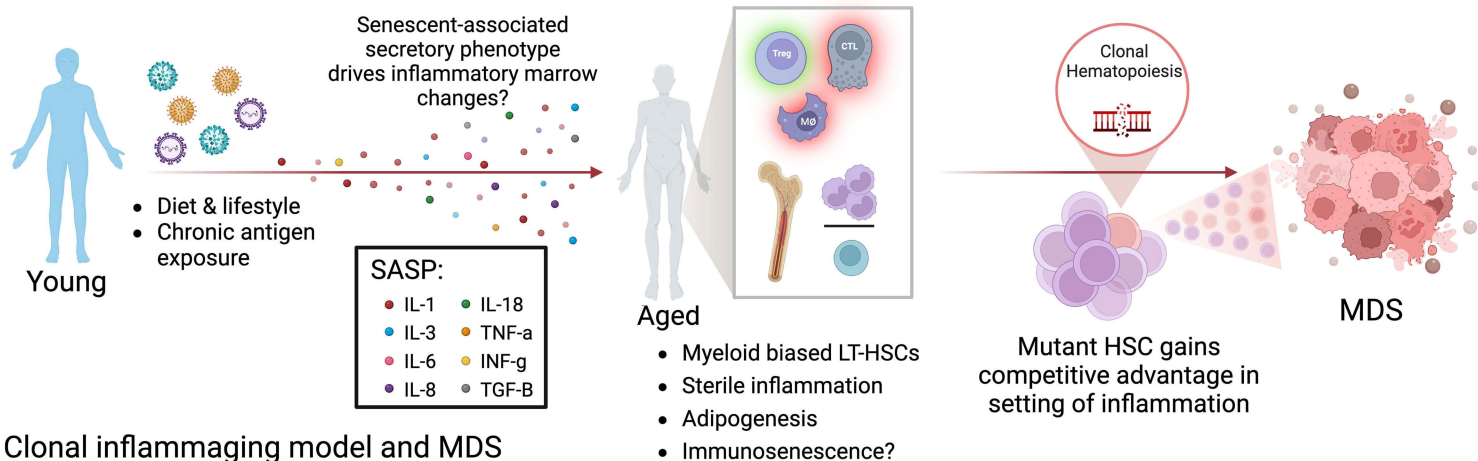 Senescent-associated
secretory phenotype
drives inflammatory marrow
changes?
• Diet & lifestyle
• Chronic antigen
exposure
Young
SASP:
IL-1
IL-3
IL-6
IL-8
IL-18
TNF-a
INF-g
TGF-B
Treg
CTL
MØ
Aged
• Myeloid biased LT-HSCs
• Sterile inflammation
• Adipogenesis
• Immunosenescence?
Clonal
Hematopoiesis
Mutant HSC gains
competitive advantage in
setting of inflammation
MDS
Clonal inflammaging model and MDS